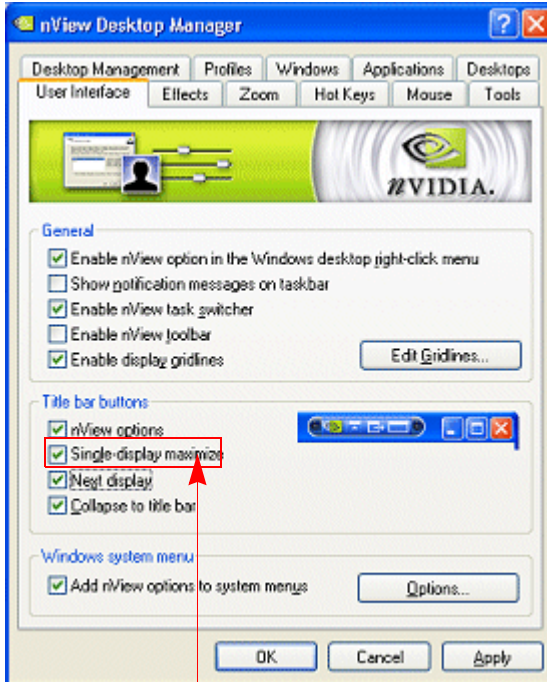 nView Desktop Manager
Desktop Management Profiles Windows Applications Desktops
User Interface Effects Zoom Hot Keys Mouse Tools
nVIDIA.
General
Enable nView option in the Windows desktop right-click menu
Show notification messages on taskbar
Enable nView task switcher
Enable nView toolbar
Enable display gridlines
Edit Gridlines...
Title bar buttons
nView options
Single-display maximize
Next display
Collapse to title bar
Windows system menu
Add nView options to system menus
Options...
OK Cancel Apply